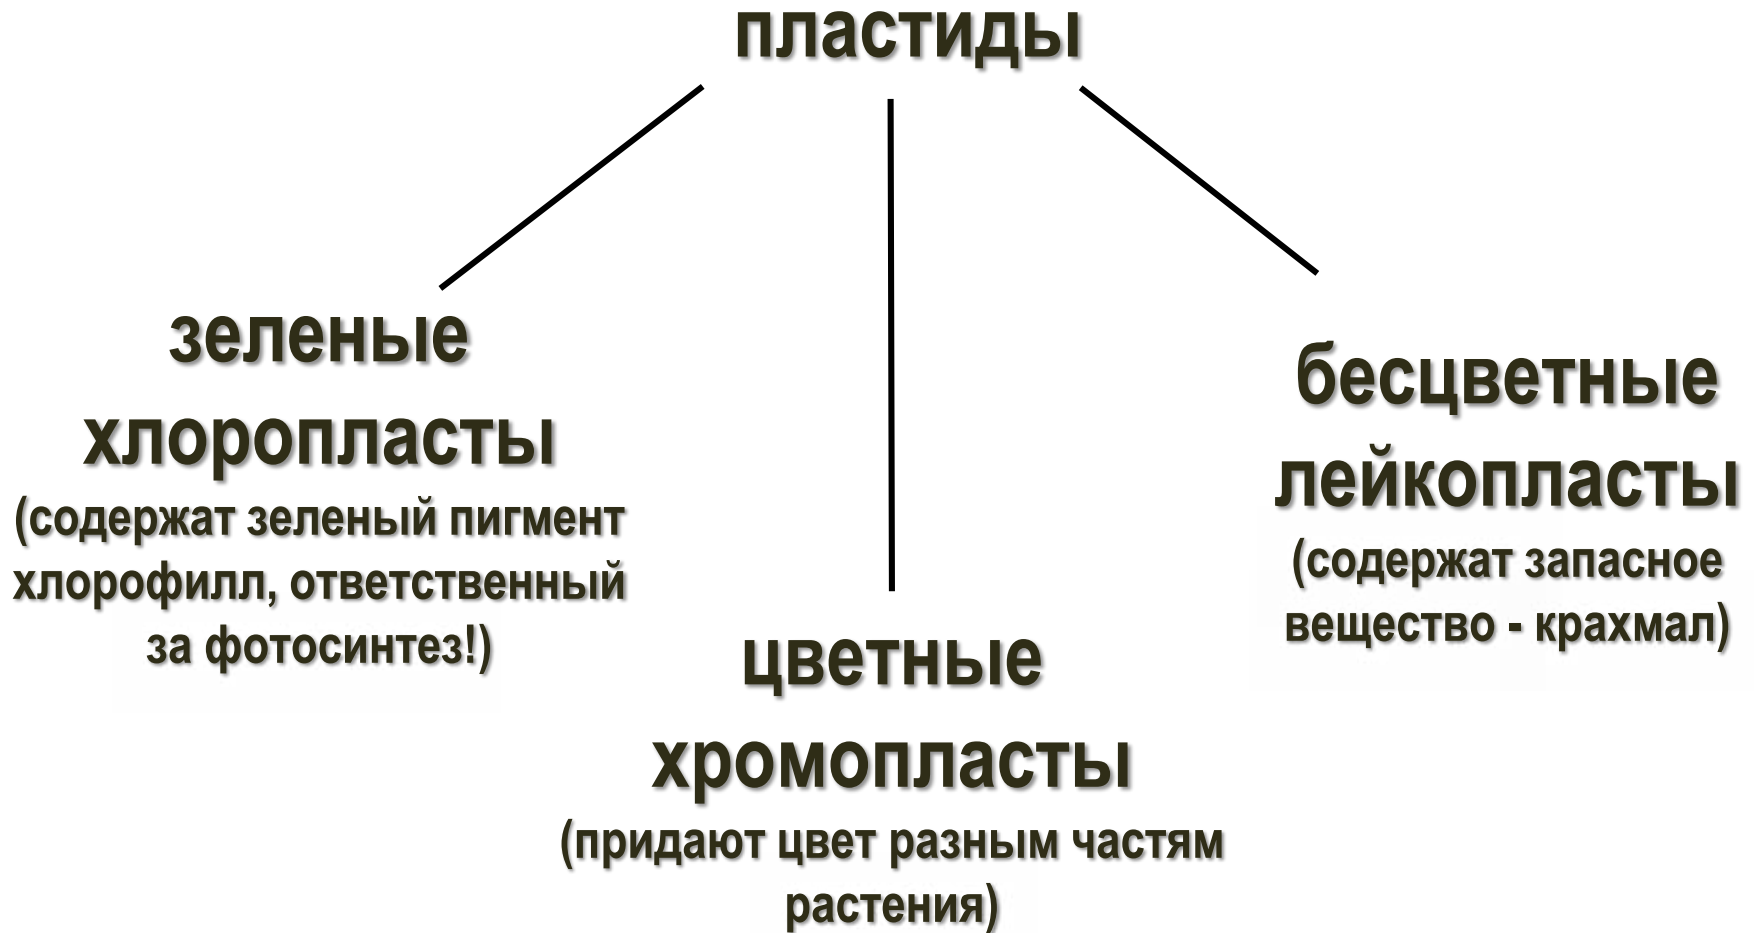 пластиды
зеленые
хлоропласты
(содержат зеленый пигмент
хлорофилл, ответственный
за фотосинтез!)
цветные
хромопласты
(придают цвет разным частям
растения)
бесцветные
лейкопласты
(содержат запасное
вещество - крахмал)